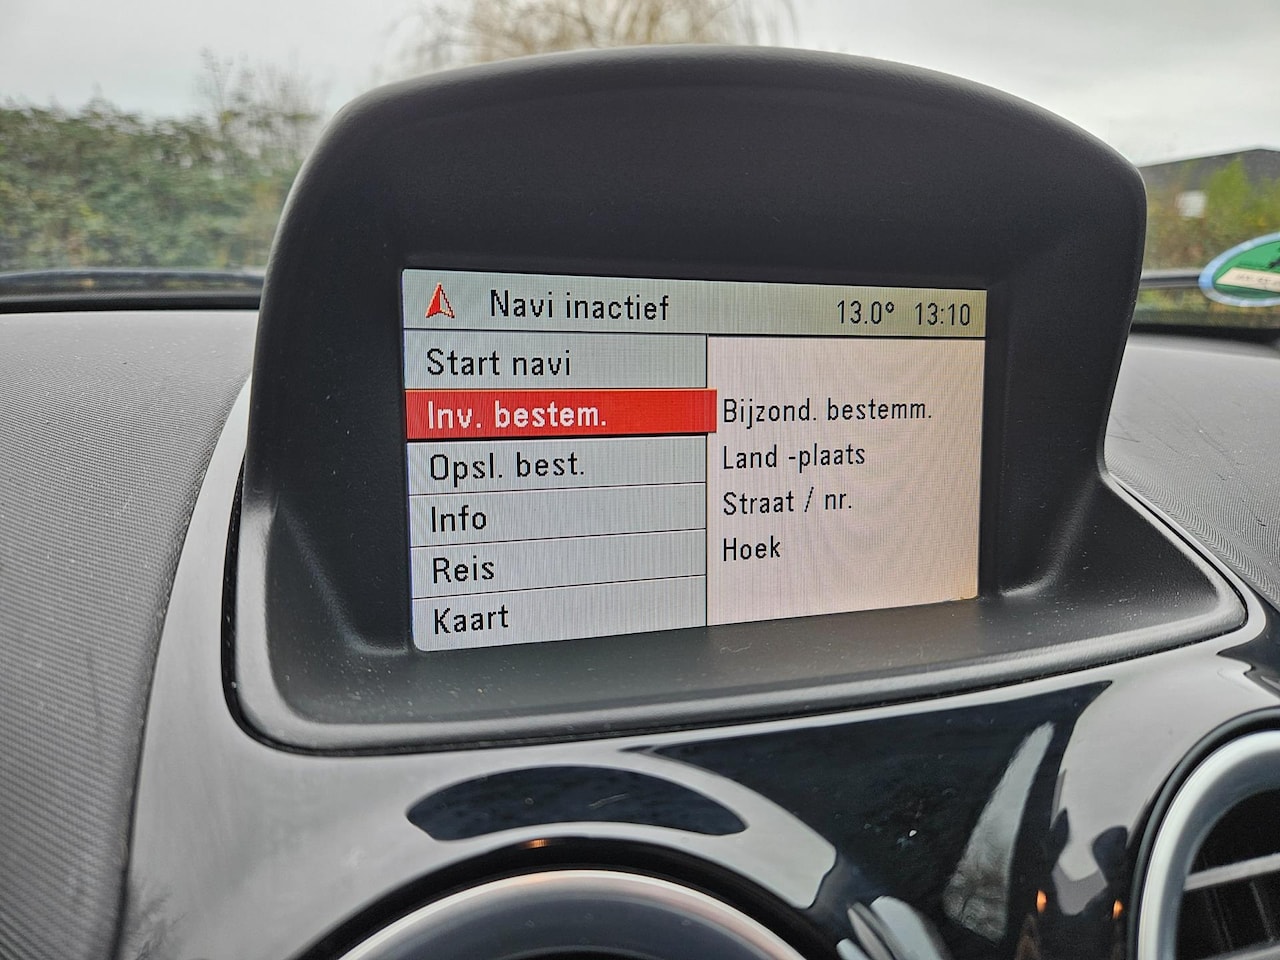 Navi inactief 13.0° 13:10
Start navi
Inv. bestem.
Opsl. best.
Info
Reis
Kaart
Bijzond. bestemm.
Land -plaats
Straat / nr.
Hoek